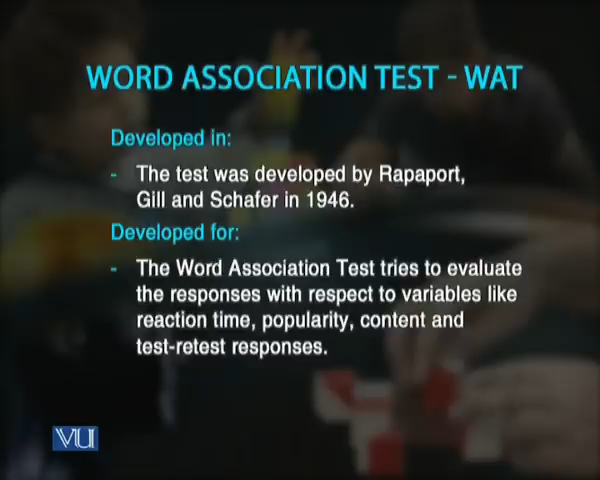 WORD ASSOCIATION TEST - WAT
Developed in:
- The test was developed by Rapaport,
Gill and Schafer in 1946.
Developed for:
- The Word Association Test tries to evaluate
the responses with respect to variables like
reaction time, popularity, content and
test-retest responses.
VU